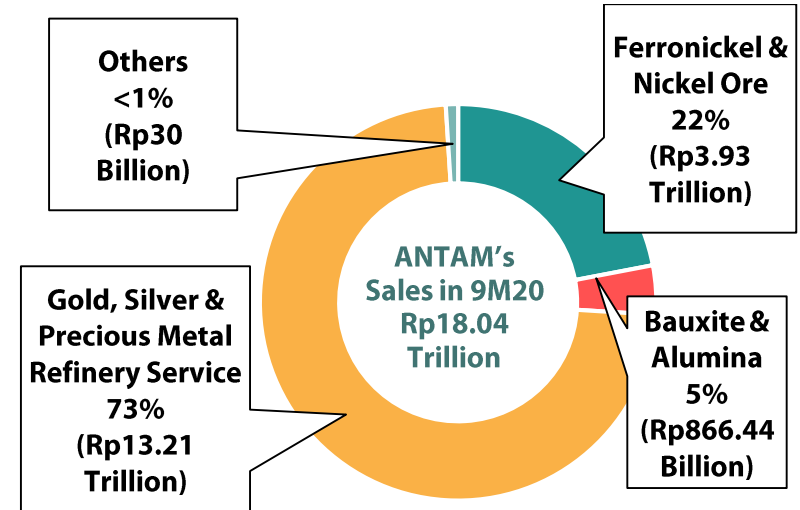 Others
<1%
(Rp30
Billion)
Ferronickel &
Nickel Ore
22%
(Rp3.93
Trillion)
ANTAM's
Sales in 9M20
Rp18.04
Trillion
Gold, Silver &
Precious Metal
Refinery Service
73%
(Rp13.21
Trillion)
Bauxite &
Alumina
5%
(Rp866.44
Billion)